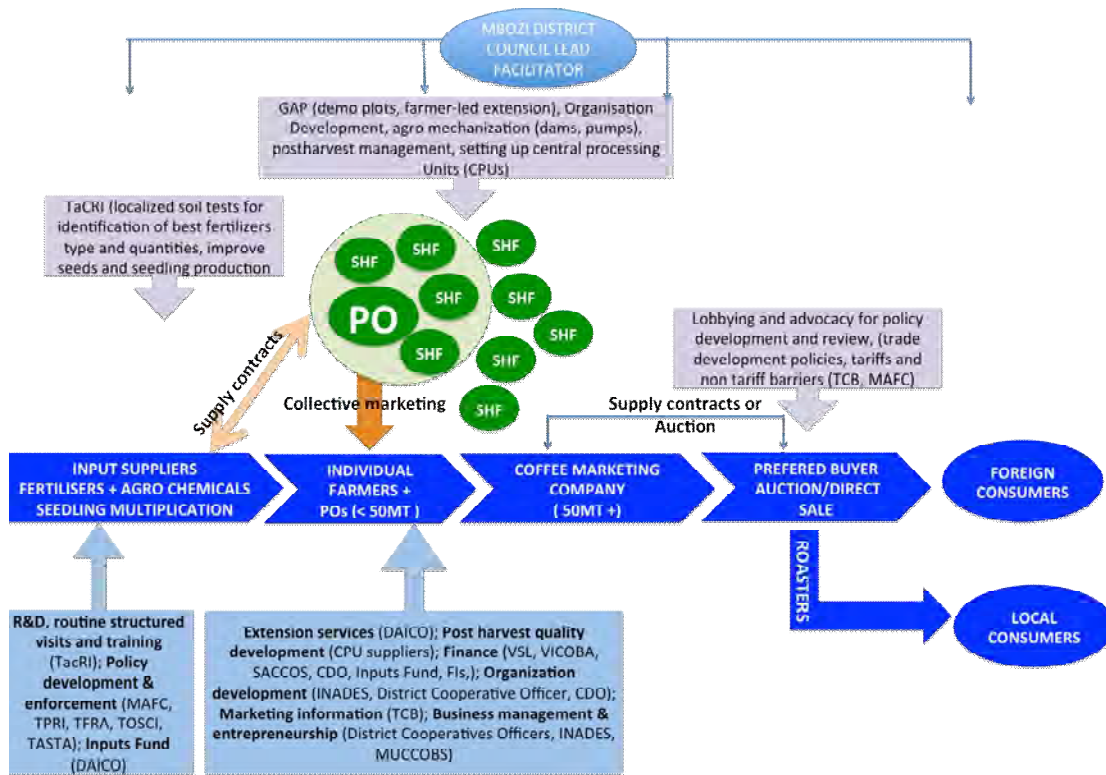 MBOZI DISTRICT
COUNCIL LEAD
FACILITATOR
GAP (demo plots, farmer-led extension), Organisation
Development, agro mechanization (dams, pumps),
postharvest management, setting up central processing
Units (CPUs)
TaCRI (localized soil tests for
identification of best fertilizers
type and quantities, improve
seeds and seedling production
SHF
SHF
SHF
SHF
SHF
PO
SHF
SHF
SHF
SHF
SHF
Lobbying and advocacy for policy
development and review, (trade
development policies, tariffs and
non tariff barriers (TCB, MAFC)
Supply contracts
Collective marketing
Supply contracts or
Auction
INPUT SUPPLIERS
FERTILISERS + AGRO CHEMICALS
SEEDLING MULTIPLICATION
INDIVIDUAL
FARMERS +
POs (< 50MT )
COFFEE MARKETING
COMPANY
( 50MT +)
PREFERED BUYER
AUCTION/DIRECT
SALE
FOREIGN
CONSUMERS
ROASTERS
LOCAL
CONSUMERS
R&D, routine structured
visits and training
(TacRI); Policy
development &
enforcement (MAFC,
TPRI, TFRA, TOSCI,
TASTA); Inputs Fund
(DAICO)
Extension services (DAICO); Post harvest quality
development (CPU suppliers); Finance (VSL, VICOBA,
SACCOS, CDO, Inputs Fund, FIs,); Organization
development (INADES, District Cooperative Officer, CDO);
Marketing information (TCB); Business management &
entrepreneurship (District Cooperatives Officers, INADES,
MUCCOBS)